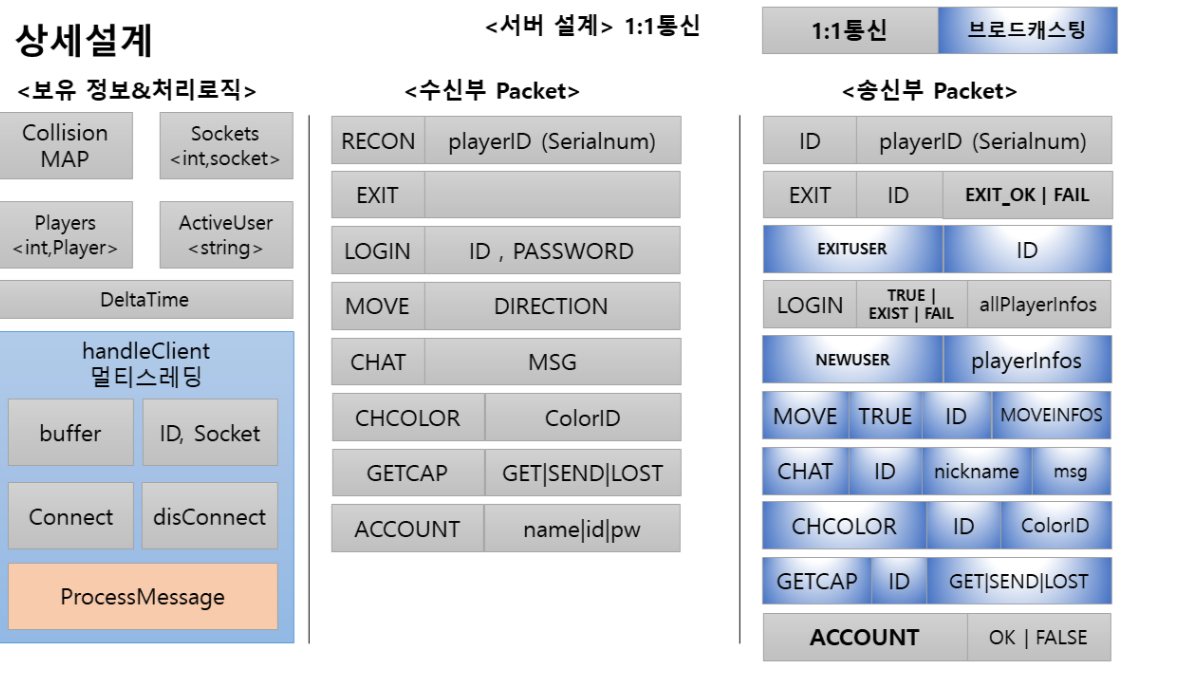 상세설계
<서버 설계> 1:1통신
1:1통신 브로드캐스팅
<보유 정보&처리로직>
Collision
MAP
Sockets
<int,socket>
Players
<int,Player>
ActiveUser
<string>
DeltaTime
handleClient
멀티스레딩
buffer
ID, Socket
Connect
disConnect
ProcessMessage
<수신부 Packet>
RECON playerID (Serialnum)
EXIT
LOGIN ID , PASSWORD
MOVE DIRECTION
CHAT MSG
CHCOLOR ColorID
GETCAP GET|SEND|LOST
ACCOUNT name|id|pw
<송신부 Packet>
ID playerID (Serialnum)
EXIT ID EXIT_OK | FAIL
EXITUSER ID
LOGIN
TRUE |
EXIST | FAIL
allPlayerInfos
NEWUSER playerInfos
MOVE TRUE ID MOVEINFOS
CHAT ID nickname msg
CHCOLOR ID ColorID
GETCAP ID GET|SEND|LOST
ACCOUNT OK | FALSE